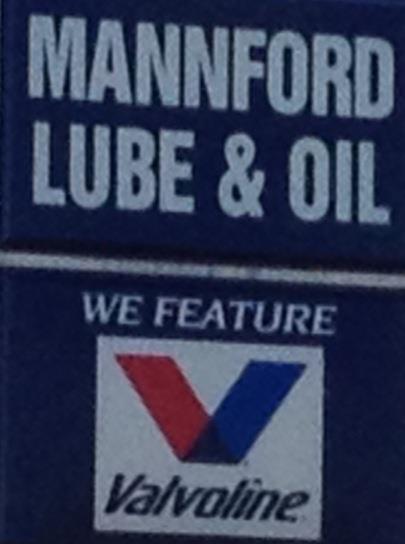 MANNFORD
LUBE & OIL
WE FEATURE
Valvoline